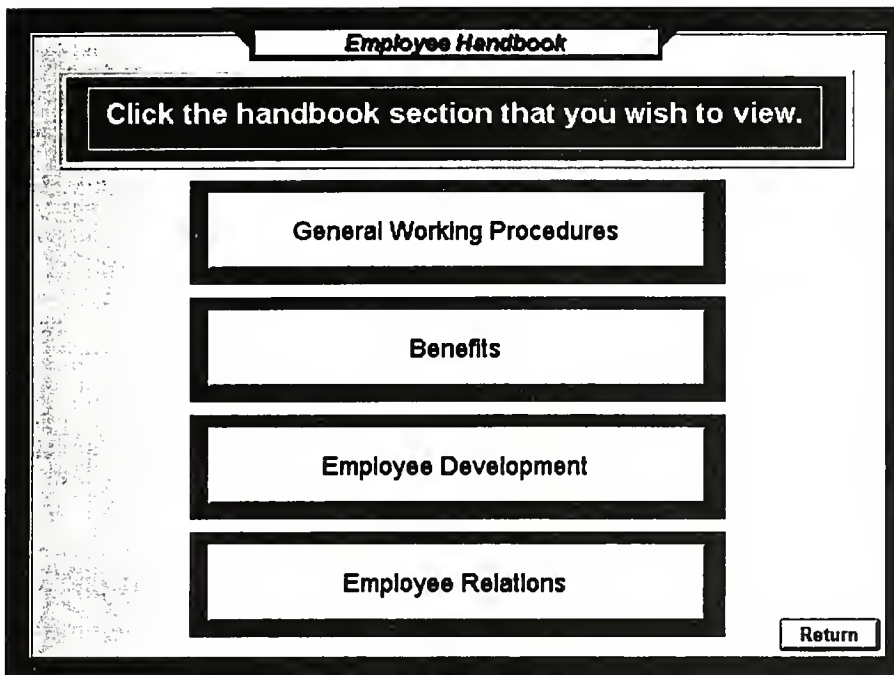 Employee Handbook
Click the handbook section that you wish to view.
General Working Procedures
Benefits
Employee Development
Employee Relations
Return